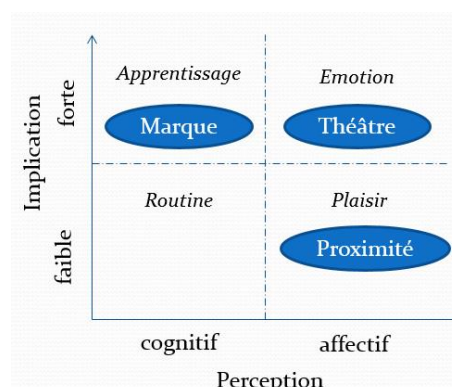 Implication
forte
faible
Apprentissage
Emotion
Marque
Théâtre
Routine
Plaisir
Proximité
cognitif
affectif
Perception